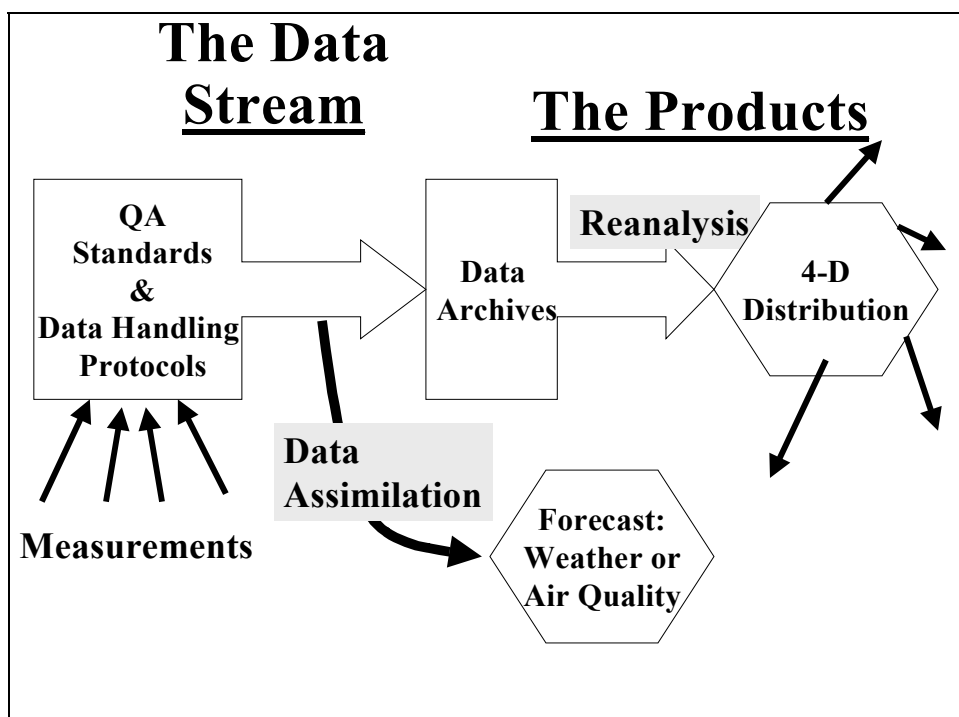 The Data
Stream
The Products
QA
Standards
&
Data Handling
Protocols
Data
Archives
Reanalysis
4-D
Distribution
Measurements
Data
Assimilation
Forecast:
Weather or
Air Quality